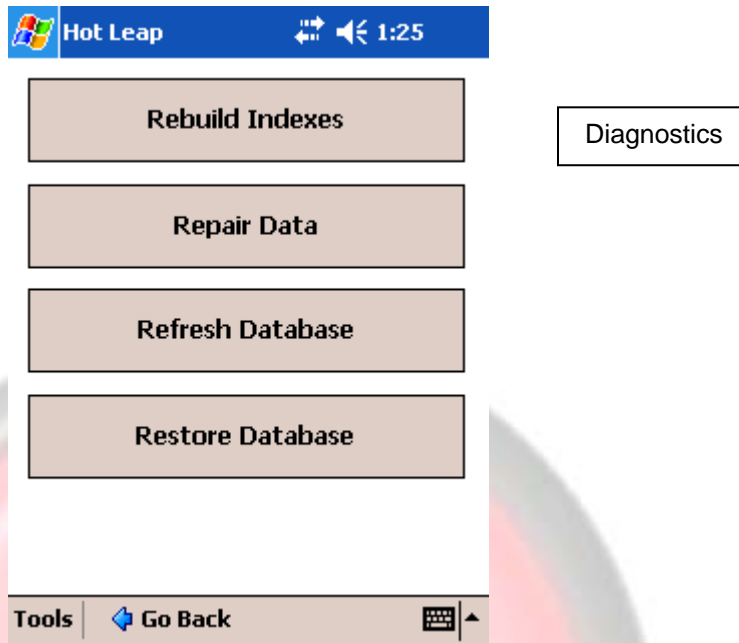 Hot Leap 1:25
Rebuild Indexes
Diagnostics
Repair Data
Refresh Database
Restore Database
Tools Go Back